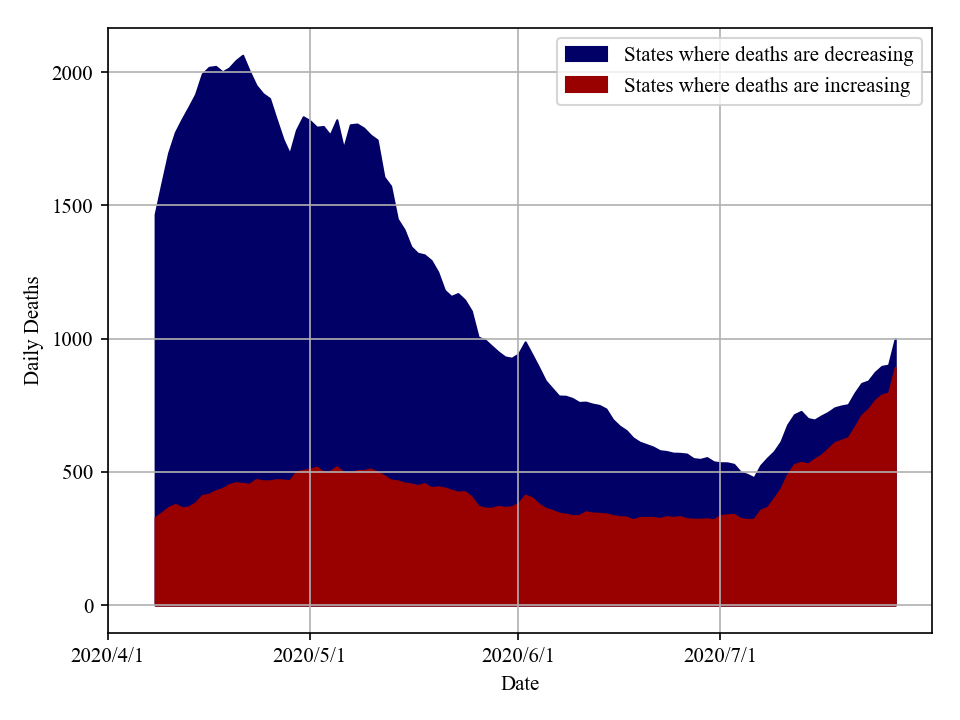 States where deaths are decreasing
States where deaths are increasing
2000
1500
1000
500
0
Daily Deaths
2020/4/1 2020/5/1 2020/6/1 2020/7/1
Date